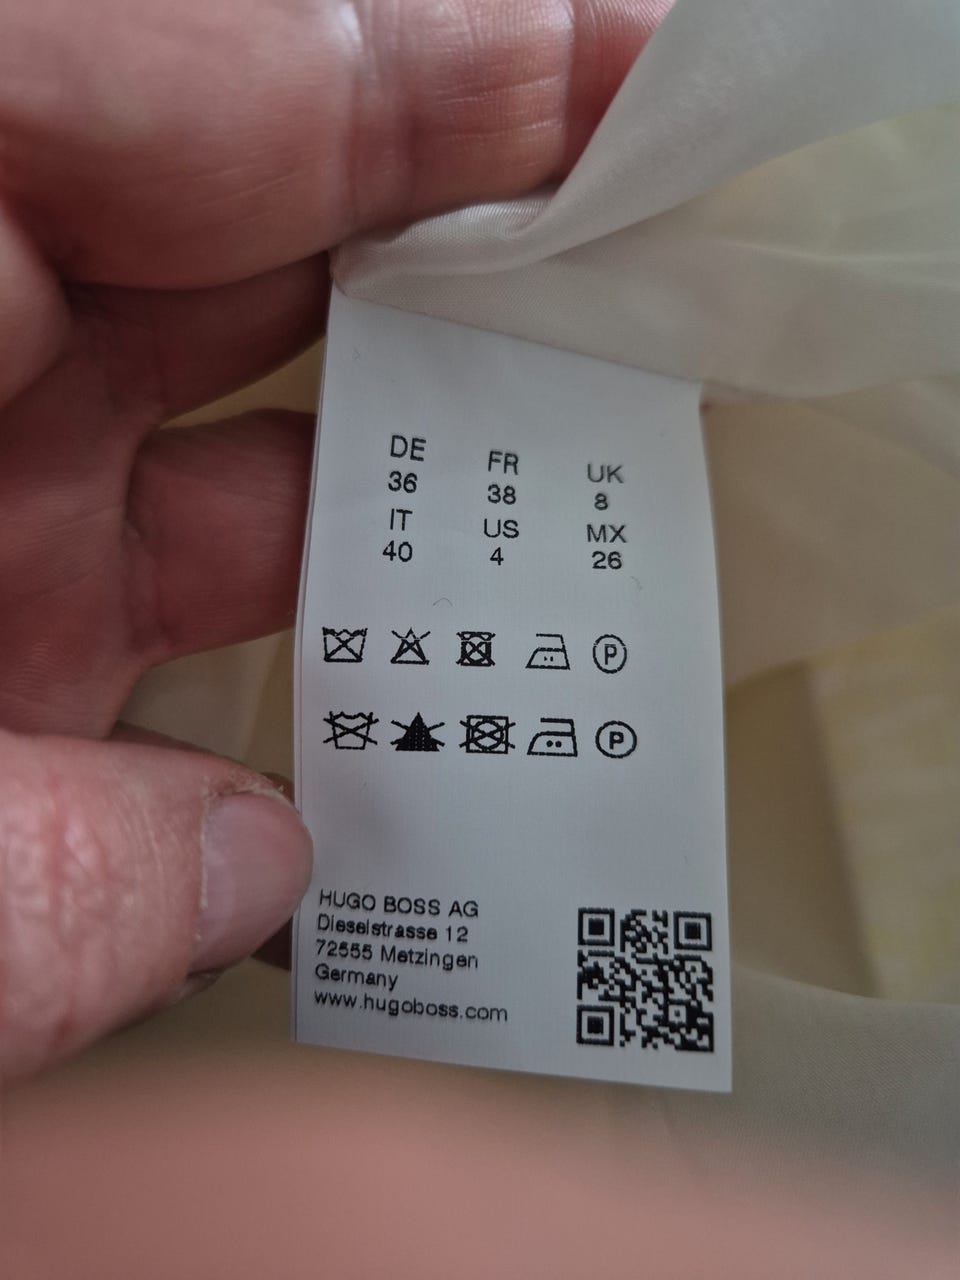 DE FR UK
36 38 8
IT US MX
40 4 26
P
P
HUGO BOSS AG
Dieselstrasse 12
72555 Metzingen
Germany
www.hugoboss.com